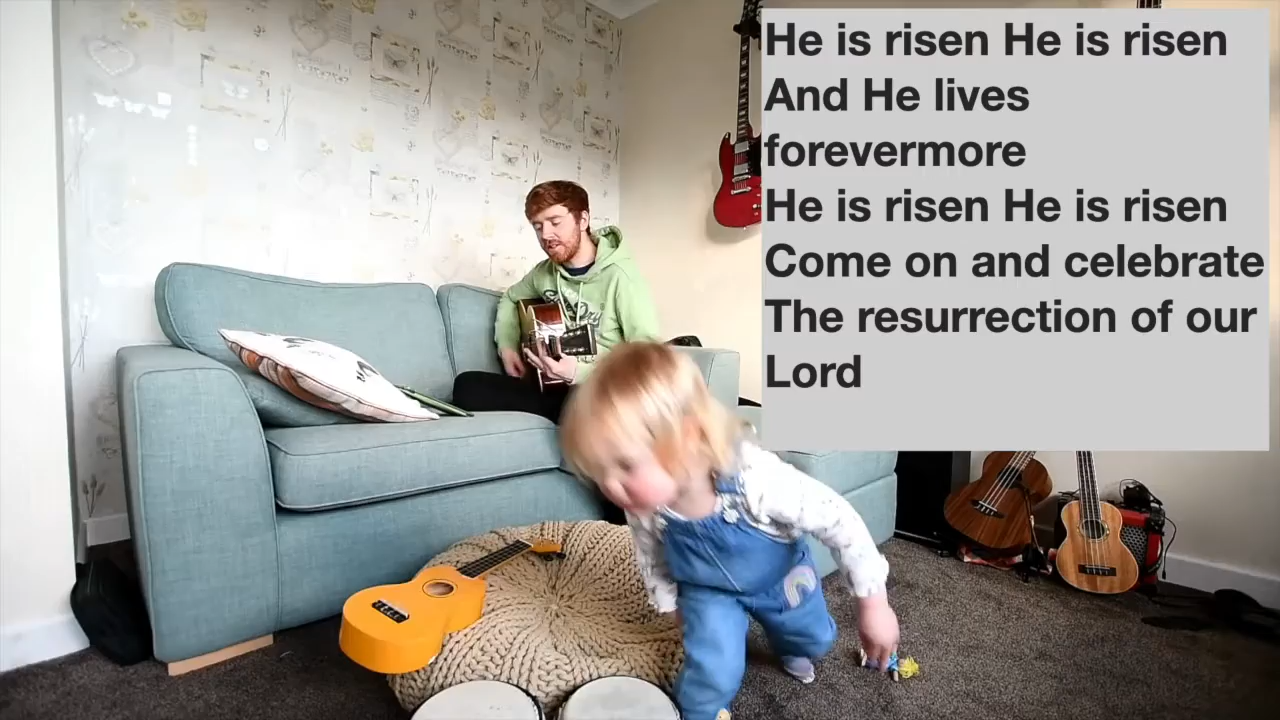 He is risen He is risen
And He lives
forevermore
He is risen He is risen
Come on and celebrate
The resurrection of our
Lord